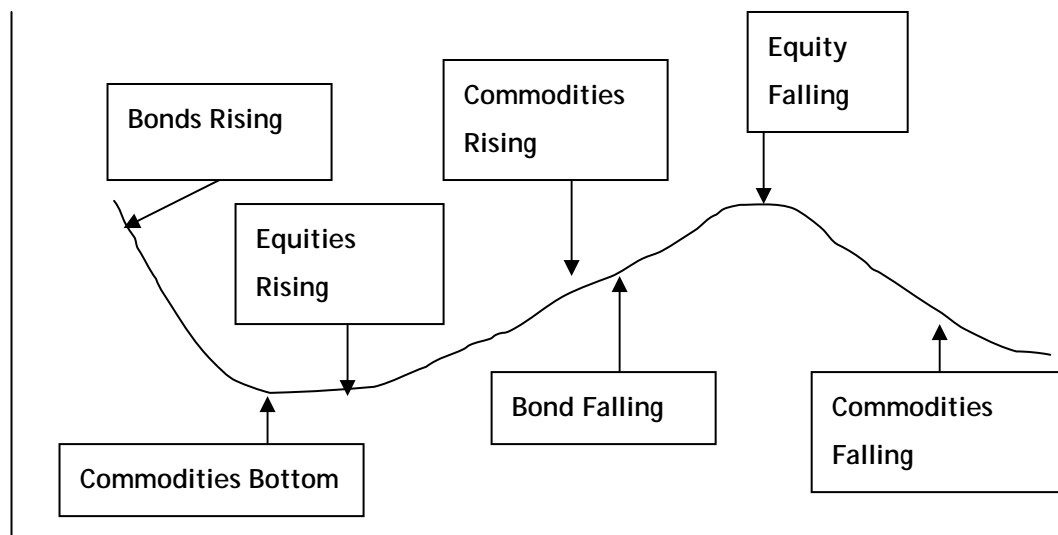 Equity
Falling
Bonds Rising
Commodities
Rising
Equities
Rising
Bond Falling
Commodities
Falling
Commodities Bottom